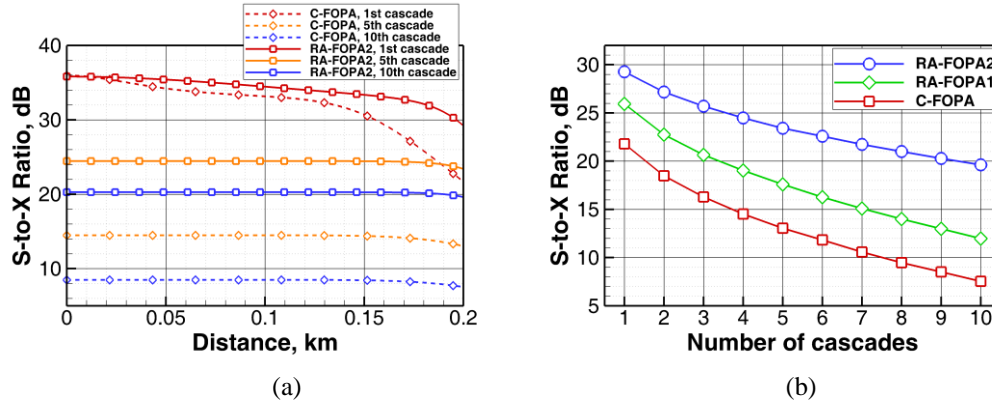 C-FOPA, 1st cascade
C-FOPA, 5th cascade
C-FOPA, 10th cascade
RA-FOPA2, 1st cascade
RA-FOPA2, 5th cascade
RA-FOPA2, 10th cascade
S-to-X Ratio, dB
40
30
20
10
0
0.05
0.1
0.15
0.2
Distance, km
(a)
RA-FOPA2
RA-FOPA1
C-FOPA
S-to-X Ratio, dB
30
25
20
15
10
5
1
2
3
4
5
6
7
8
9
10
Number of cascades
(b)